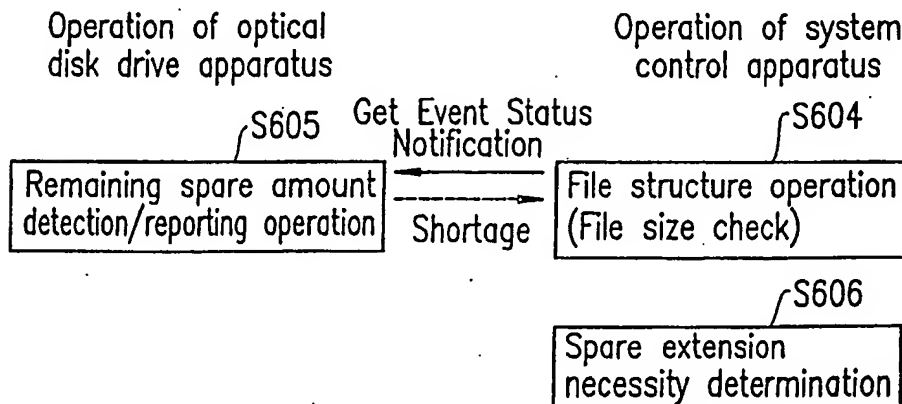 Operation of optical
disk drive apparatus
Operation of system
control apparatus
S605
Get Event Status
Notification
S604
Remaining spare amount
detection/reporting operation
Shortage
File structure operation
(File size check)
S606
Spare extension
necessity determination